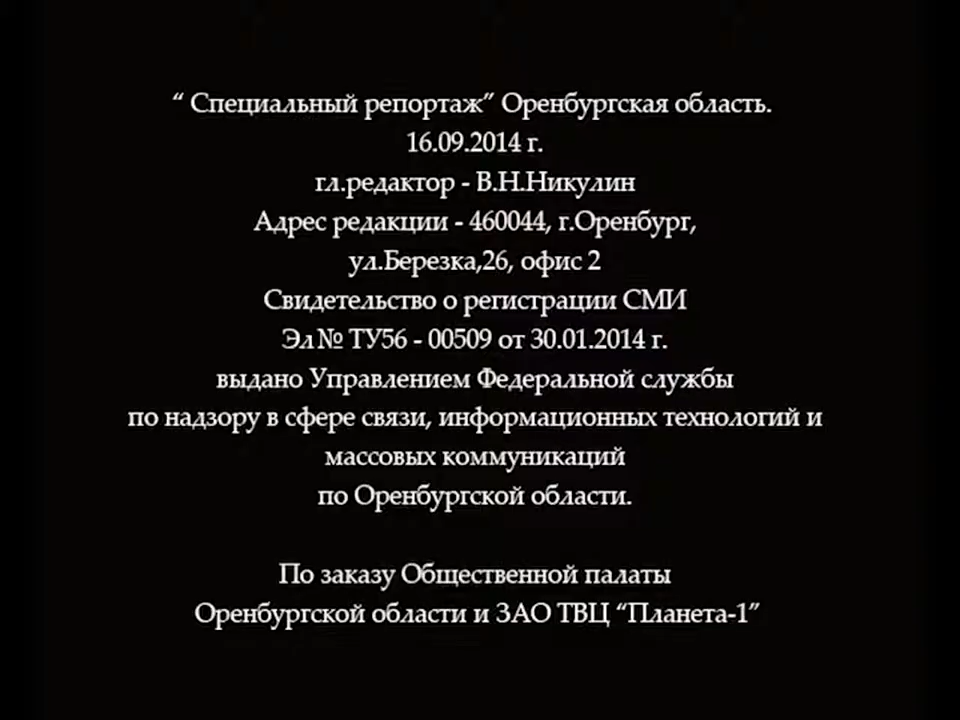 “ Специальный репортаж” Оренбургская область.
16.09.2014 г.
гл.редактор - В.Н.Никулин
Адрес редакции - 460044, г.Оренбург,
ул.Березка,26, офис 2
Свидетельство о регистрации СМИ
Эл № ТУ56 - 00509 от 30.01.2014 г.
выдано Управлением Федеральной службы
по надзору в сфере связи, информационных технологий и
массовых коммуникаций
по Оренбургской области.
По заказу Общественной палаты
Оренбургской области и ЗАО ТВЦ “Планета-1”